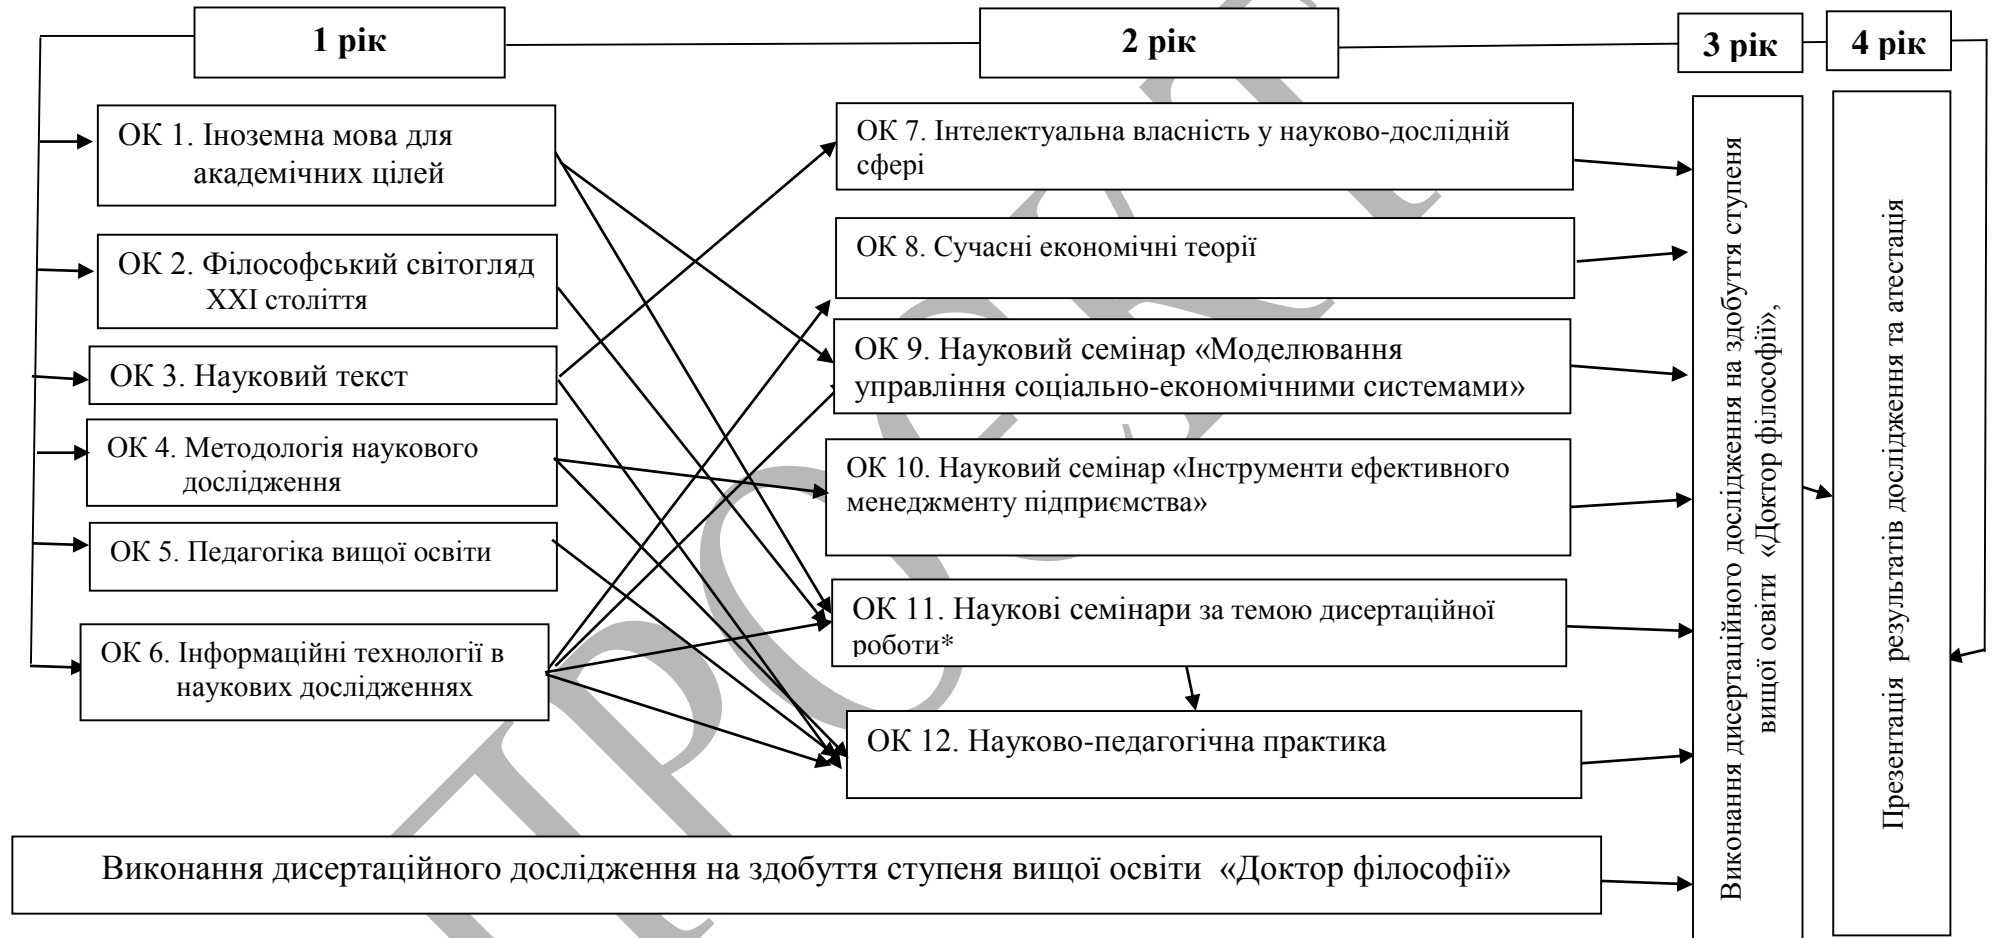 1 рік
2 рік
3 рік
4 рік
ОК 1. Іноземна мова для
академічних цілей
ОК 2. Філософський світогляд
ХХІ століття
ОК 3. Науковий текст
ОК 4. Методологія наукового
дослідження
ОК 5. Педагогіка вищої освіти
ОК 6. Інформаційні технології в
наукових дослідженнях
ОК 7. Інтелектуальна власність у науково-дослідній
сфері
ОК 8. Сучасні економічні теорії
ОК 9. Науковий семінар «Моделювання
управління соціально-економічними системами»
ОК 10. Науковий семінар «Інструменти ефективного
менеджменту підприємства»
ОК 11. Наукові семінари за темою дисертаційної
роботи*
ОК 12. Науково-педагогічна практика
Виконання дисертаційного дослідження на здобуття ступеня вищої освіти «Доктор філософії»
Виконання дисертаційного дослідження на здобуття ступеня
вищої освіти «Доктор філософії»,
Презентація результатів дослідження та атестація
ПРОЄКТ